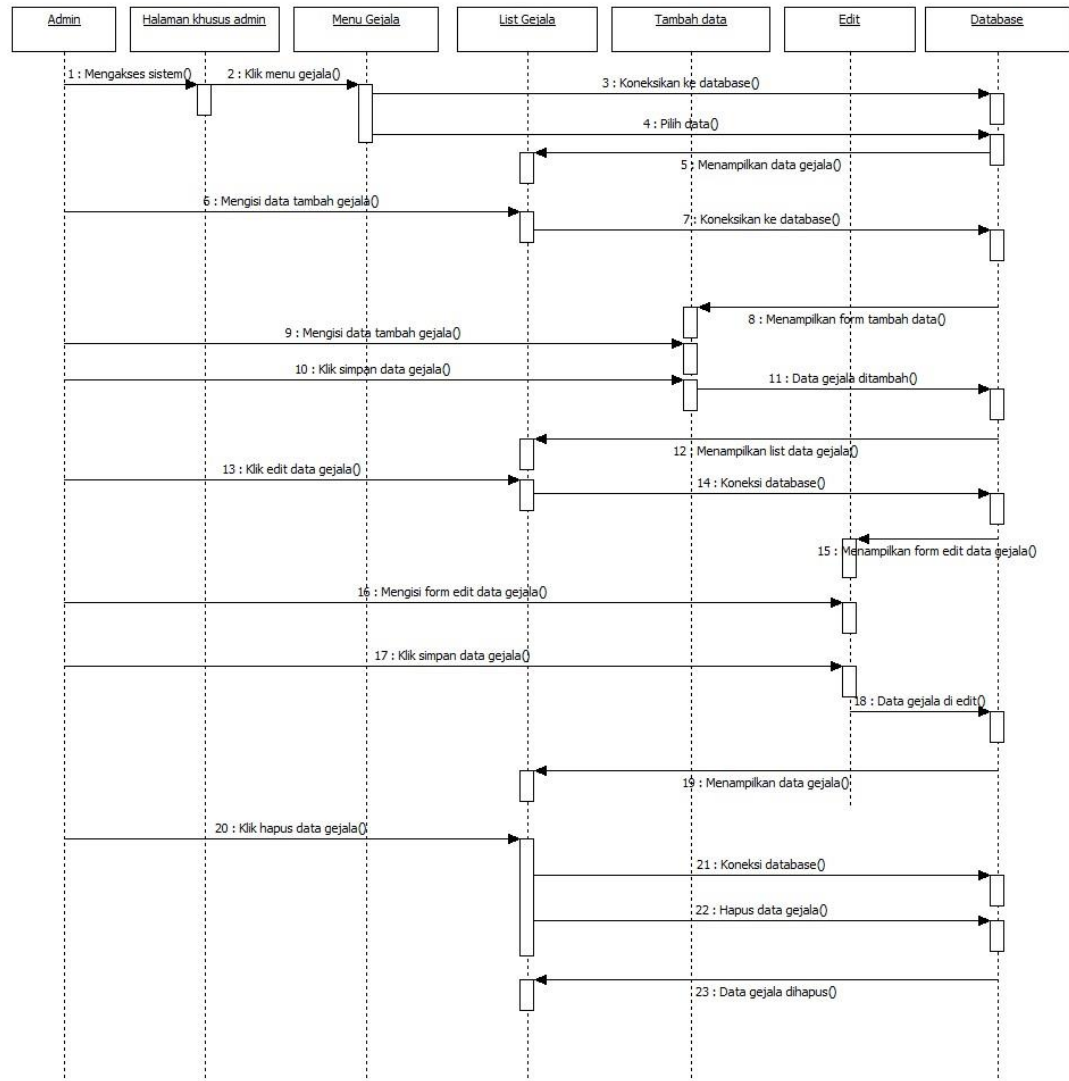 Admin
Halaman khusus admin
Menu Gejala
List Gejala
Tambah data
Edit
Database
1 : Mengakses sistem()
2 : Klik menu gejala()
3 : Koneksikan ke database()
4 : Pilih data()
5 : Menampilkan data gejala()
6 : Mengisi data tambah gejala()
7 : Koneksikan ke database()
8 : Menampilkan form tambah data()
9 : Mengisi data tambah gejala()
10 : Klik simpan data gejala()
11 : Data gejala ditambah()
12 : Menampilkan list data gejala()
13 : Klik edit data gejala()
14 : Koneksi database()
15 : Menampilkan form edit data gejala()
16 : Mengisi form edit data gejala()
17 : Klik simpan data gejala()
18 : Data gejala di edit()
19 : Menampilkan data gejala()
20 : Klik hapus data gejala()
21 : Koneksi database()
22 : Hapus data gejala()
23 : Data gejala dihapus()